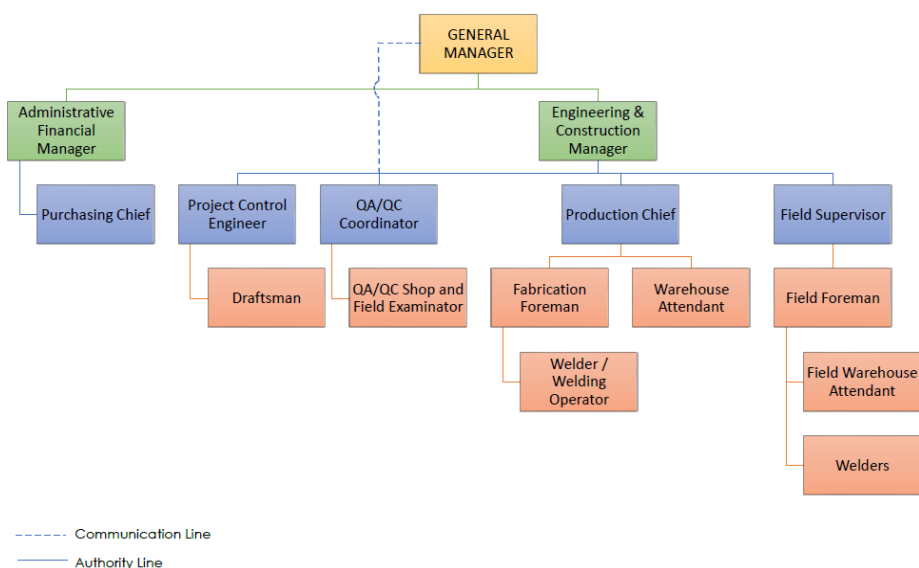 GENERAL
MANAGER
Administrative
Financial
Manager
Engineering &
Construction
Manager
Purchasing Chief
Project Control
Engineer
QA/QC
Coordinator
Production Chief
Field Supervisor
Draftsman
QA/QC Shop and
Field Examinator
Fabrication
Foreman
Warehouse
Attendant
Field Foreman
Welder /
Welding
Operator
Field Warehouse
Attendant
Welders
Communication Line
Authority Line